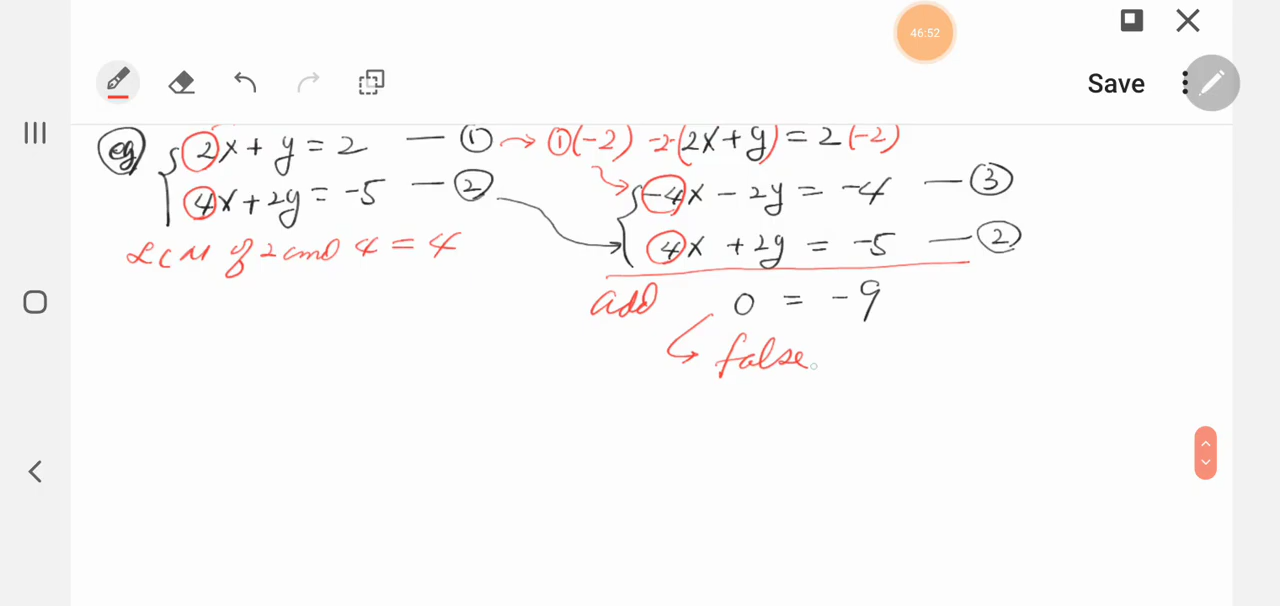 46:52
Save
eg 2x + y = 2 — ① → ①(-2) -2(2x+y) = 2(-2)
4x + 2y = -5 — ②
-4x - 2y = -4 — ③
4x + 2y = -5 — ②
LCM of 2 and 4 = 4
add 0 = -9
false.